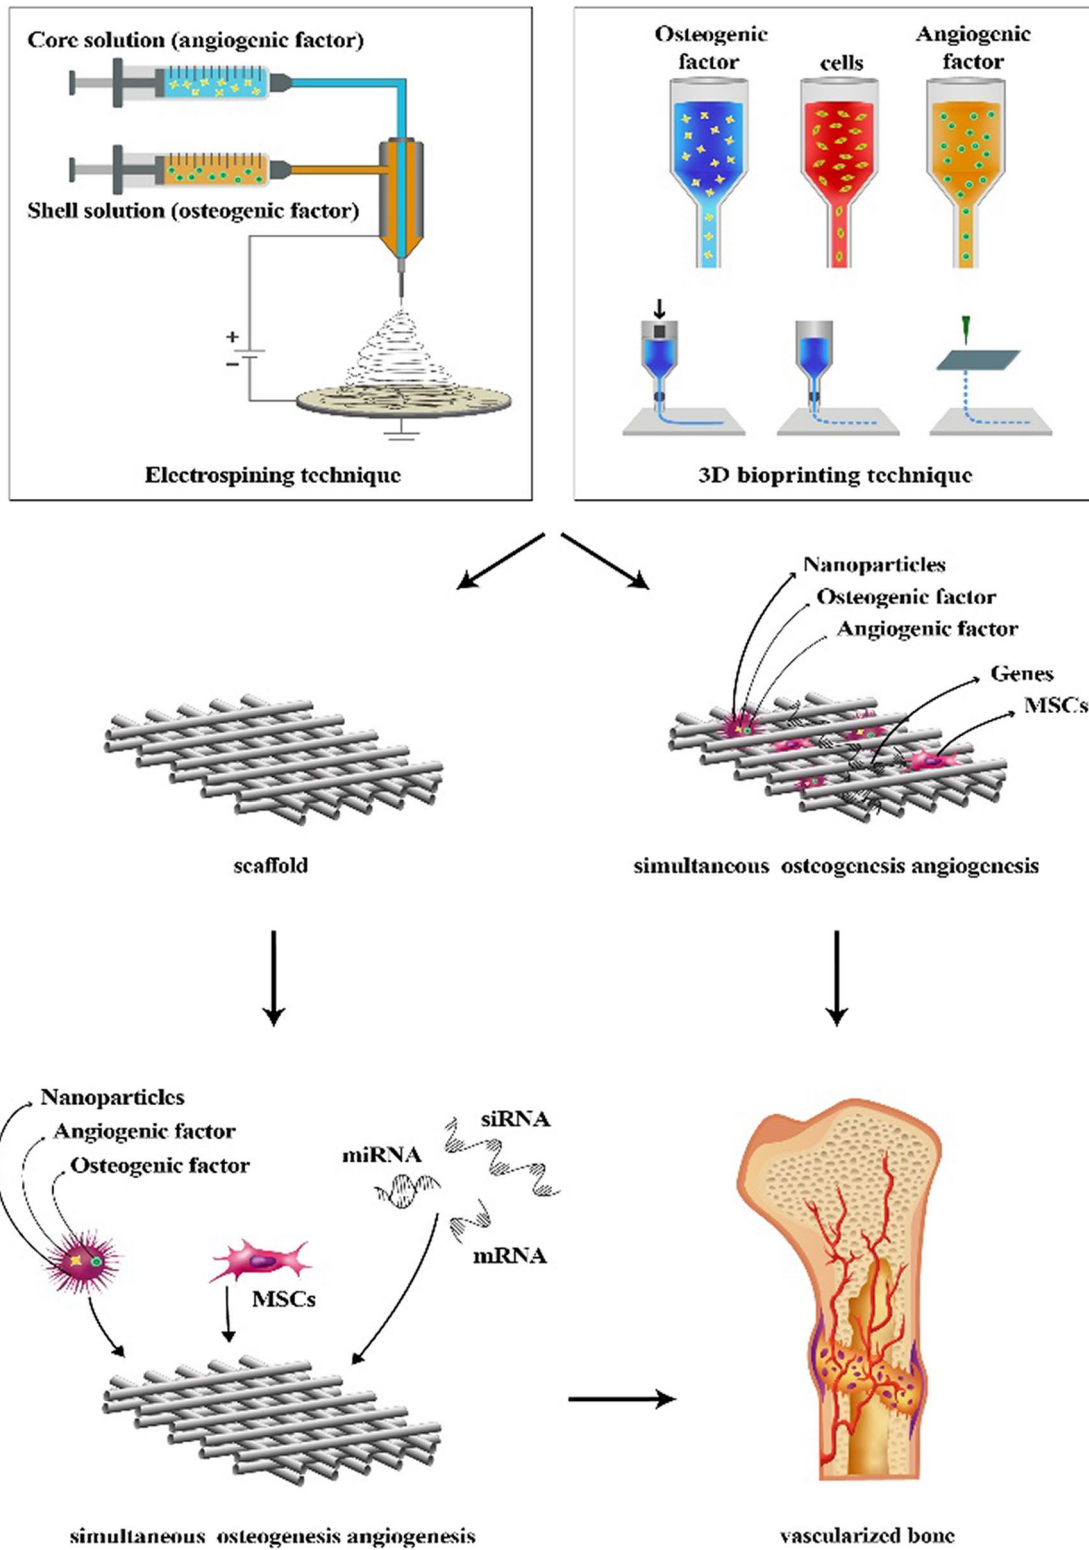 Core solution (angiogenic factor)
Shell solution (osteogenic factor)
+
−
Electrospining technique
Osteogenic
factor
cells
Angiogenic
factor
3D bioprinting technique
Nanoparticles
Osteogenic factor
Angiogenic factor
Genes
MSCs
scaffold
simultaneous osteogenesis angiogenesis
Nanoparticles
Angiogenic factor
Osteogenic factor
siRNA
miRNA
mRNA
MSCs
simultaneous osteogenesis angiogenesis
vascularized bone